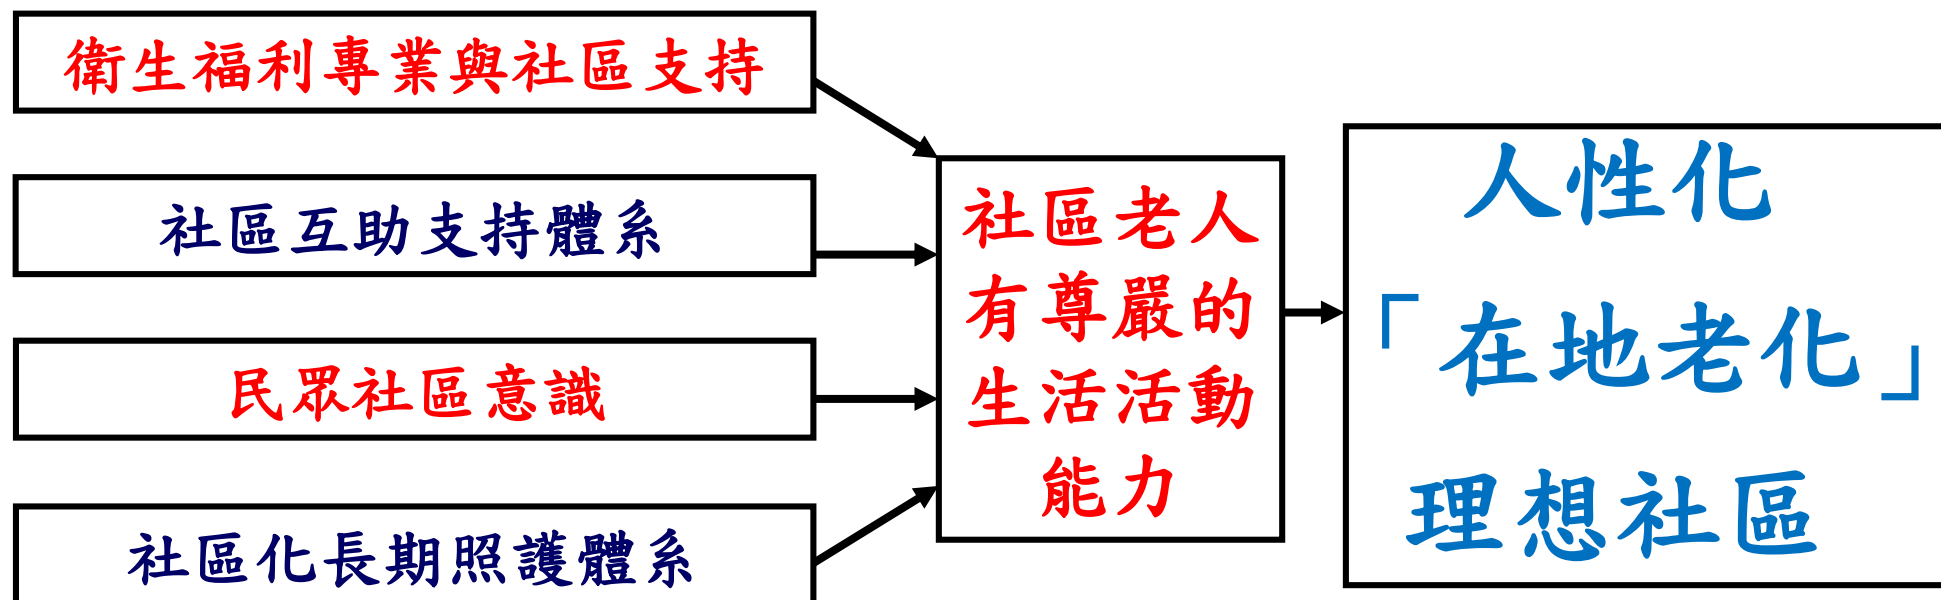 衛生福利專業與社區支持
社區互助支持體系
民眾社區意識
社區化長期照護體系
社區老人
有尊嚴的
生活活動
能力
人性化
「在地老化」
理想社區